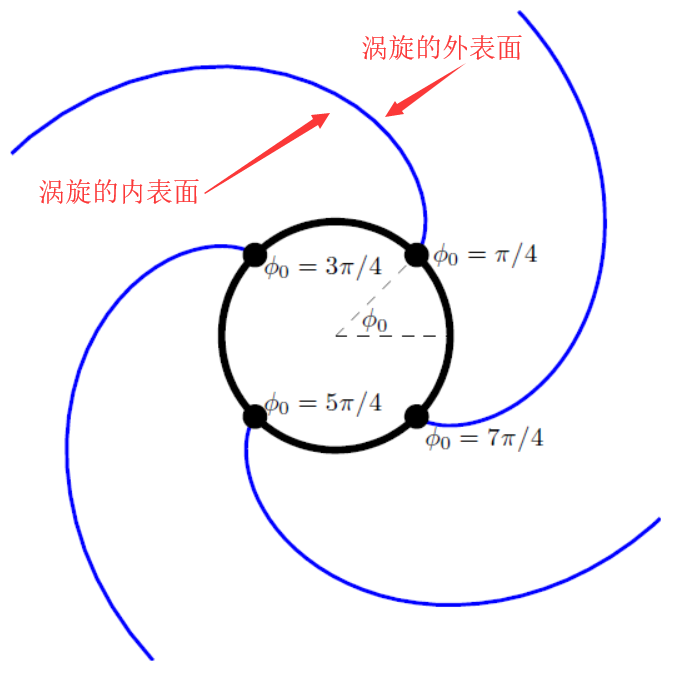 涡旋的外表面
涡旋的内表面
ϕ₀ = 3π/4
ϕ₀ = π/4
ϕ₀
ϕ₀ = 5π/4
ϕ₀ = 7π/4